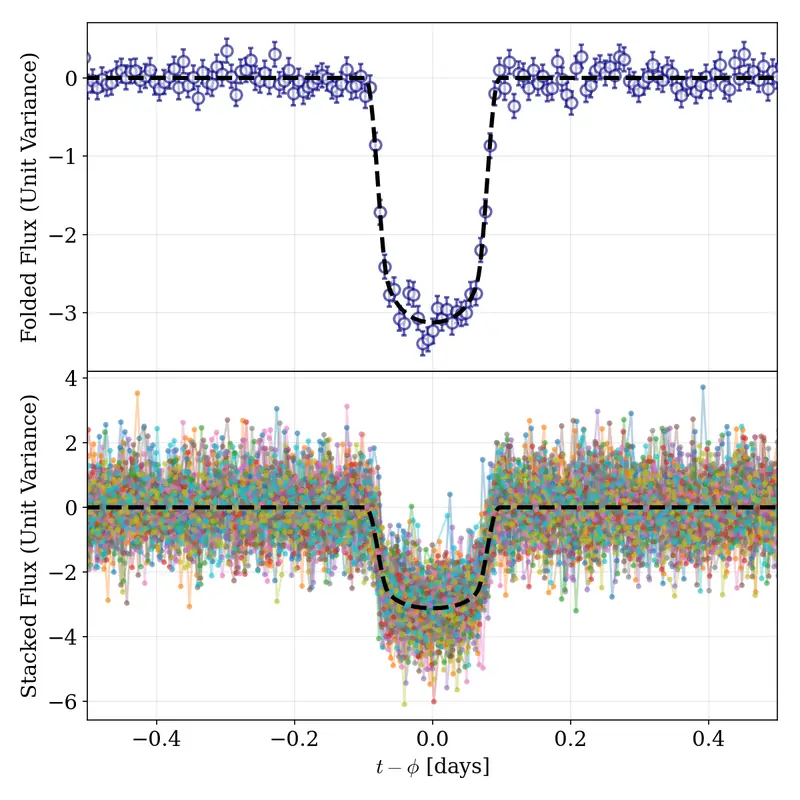 Folded Flux (Unit Variance)
0
−1
−2
−3
Stacked Flux (Unit Variance)
4
2
0
−2
−4
−6
−0.4 −0.2 0.0 0.2 0.4
t − ϕ [days]